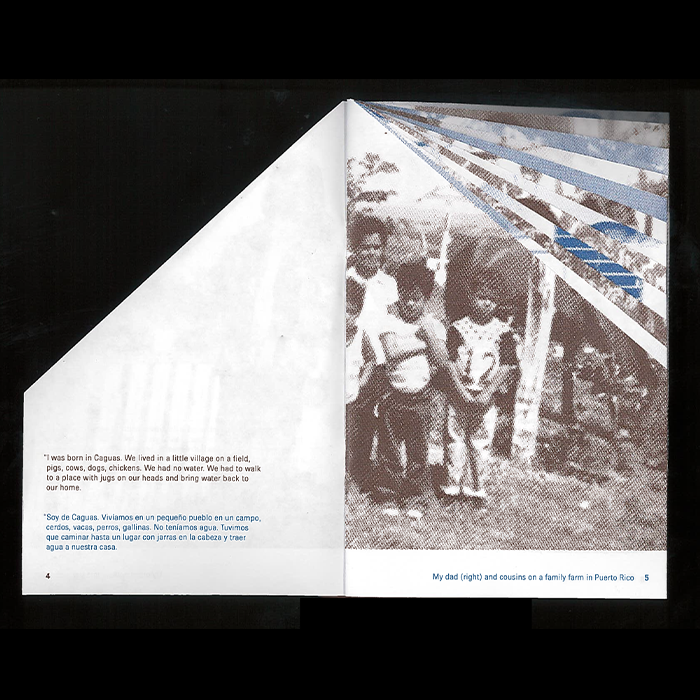 "I was born in Caguas. We lived in a little village on a field,
pigs, cows, dogs, chickens. We had no water. We had to walk
to a place with jugs on our heads and bring water back to
our home.
"Soy de Caguas. Vivíamos en un pequeño pueblo en un campo,
cerdos, vacas, perros, gallinas. No teníamos agua. Tuvimos
que caminar hasta un lugar con jarras en la cabeza y traer
agua a nuestra casa.
4
My dad (right) and cousins on a family farm in Puerto Rico 5